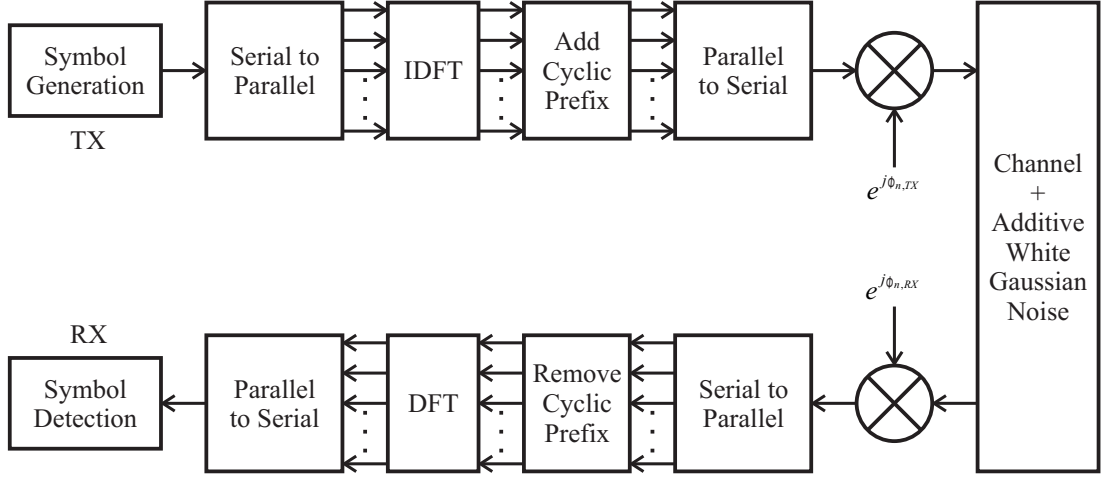 Symbol
Generation
TX
Serial to
Parallel
IDFT
Add
Cyclic
Prefix
Parallel
to Serial
e^{jϕ_{n,TX}}
Channel
+
Additive
White
Gaussian
Noise
e^{jϕ_{n,RX}}
RX
Symbol
Detection
Parallel
to Serial
DFT
Remove
Cyclic
Prefix
Serial to
Parallel